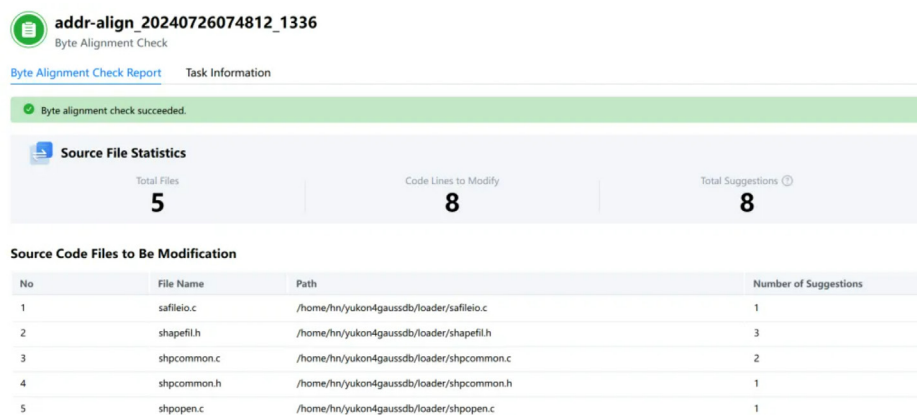 addr-align_20240726074812_1336
Byte Alignment Check
Byte Alignment Check Report Task Information
Byte alignment check succeeded.
Source File Statistics
Total Files Code Lines to Modify Total Suggestions ?
5 8 8
Source Code Files to Be Modification
No File Name Path Number of Suggestions
1 safileio.c /home/hn/yukon4gaussdb/loader/safileio.c 1
2 shapefil.h /home/hn/yukon4gaussdb/loader/shapefil.h 3
3 shpcommon.c /home/hn/yukon4gaussdb/loader/shpcommon.c 2
4 shpcommon.h /home/hn/yukon4gaussdb/loader/shpcommon.h 1
5 shpopen.c /home/hn/yukon4gaussdb/loader/shpopen.c 1